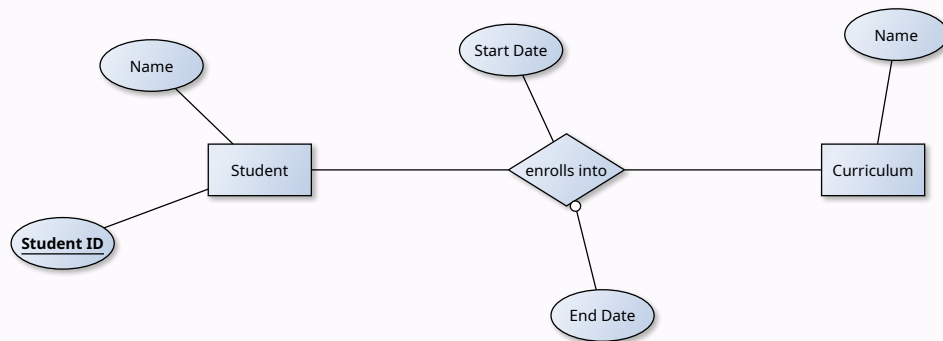 Name
Start Date
Name
Student
enrolls into
Curriculum
Student ID
End Date